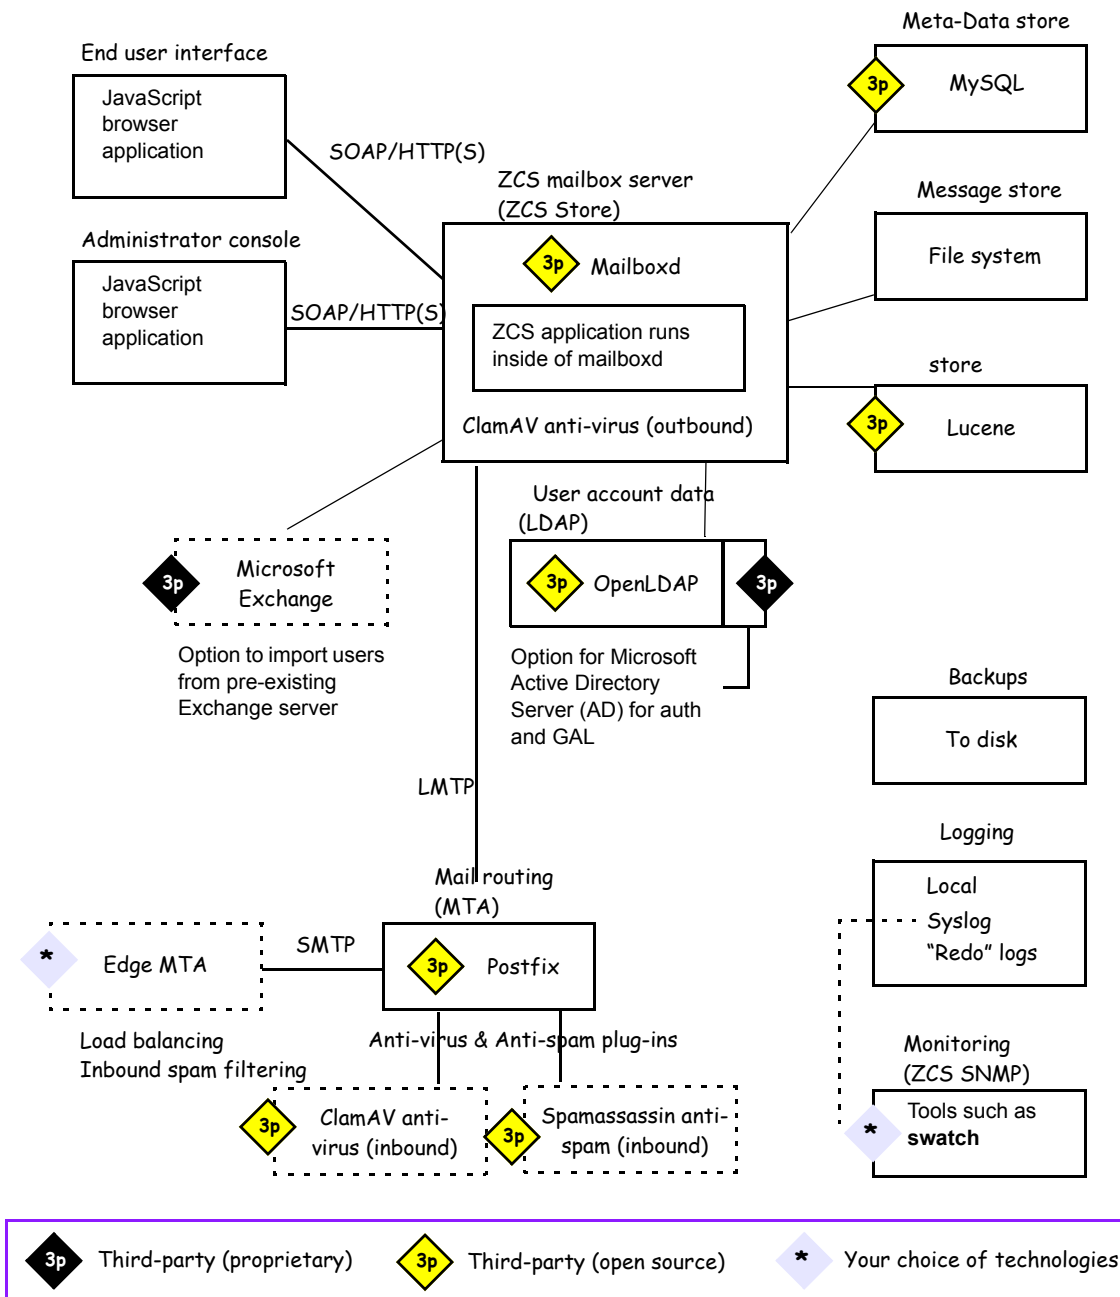 Meta-Data store
3p
MySQL
End user interface
JavaScript
browser
application
SOAP/HTTP(S)
ZCS mailbox server
(ZCS Store)
Message store
File system
Administrator console
JavaScript
browser
application
SOAP/HTTP(S)
3p
Mailboxd
ZCS application runs
inside of mailboxd
ClamAV anti-virus (outbound)
store
3p
Lucene
User account data
(LDAP)
3p
Microsoft
Exchange
3p
OpenLDAP
3p
Option to import users
from pre-existing
Exchange server
Option for Microsoft
Active Directory
Server (AD) for auth
and GAL
Backups
To disk
LMTP
Logging
Local
Syslog
“Redo” logs
Mail routing
(MTA)
*
Edge MTA
SMTP
3p
Postfix
Load balancing
Inbound spam filtering
Anti-virus & Anti-spam plug-ins
3p
ClamAV anti-
virus (inbound)
3p
Spamassassin anti-
spam (inbound)
Monitoring
(ZCS SNMP)
*
Tools such as
swatch
3p
Third-party (proprietary)
3p
Third-party (open source)
*
Your choice of technologies